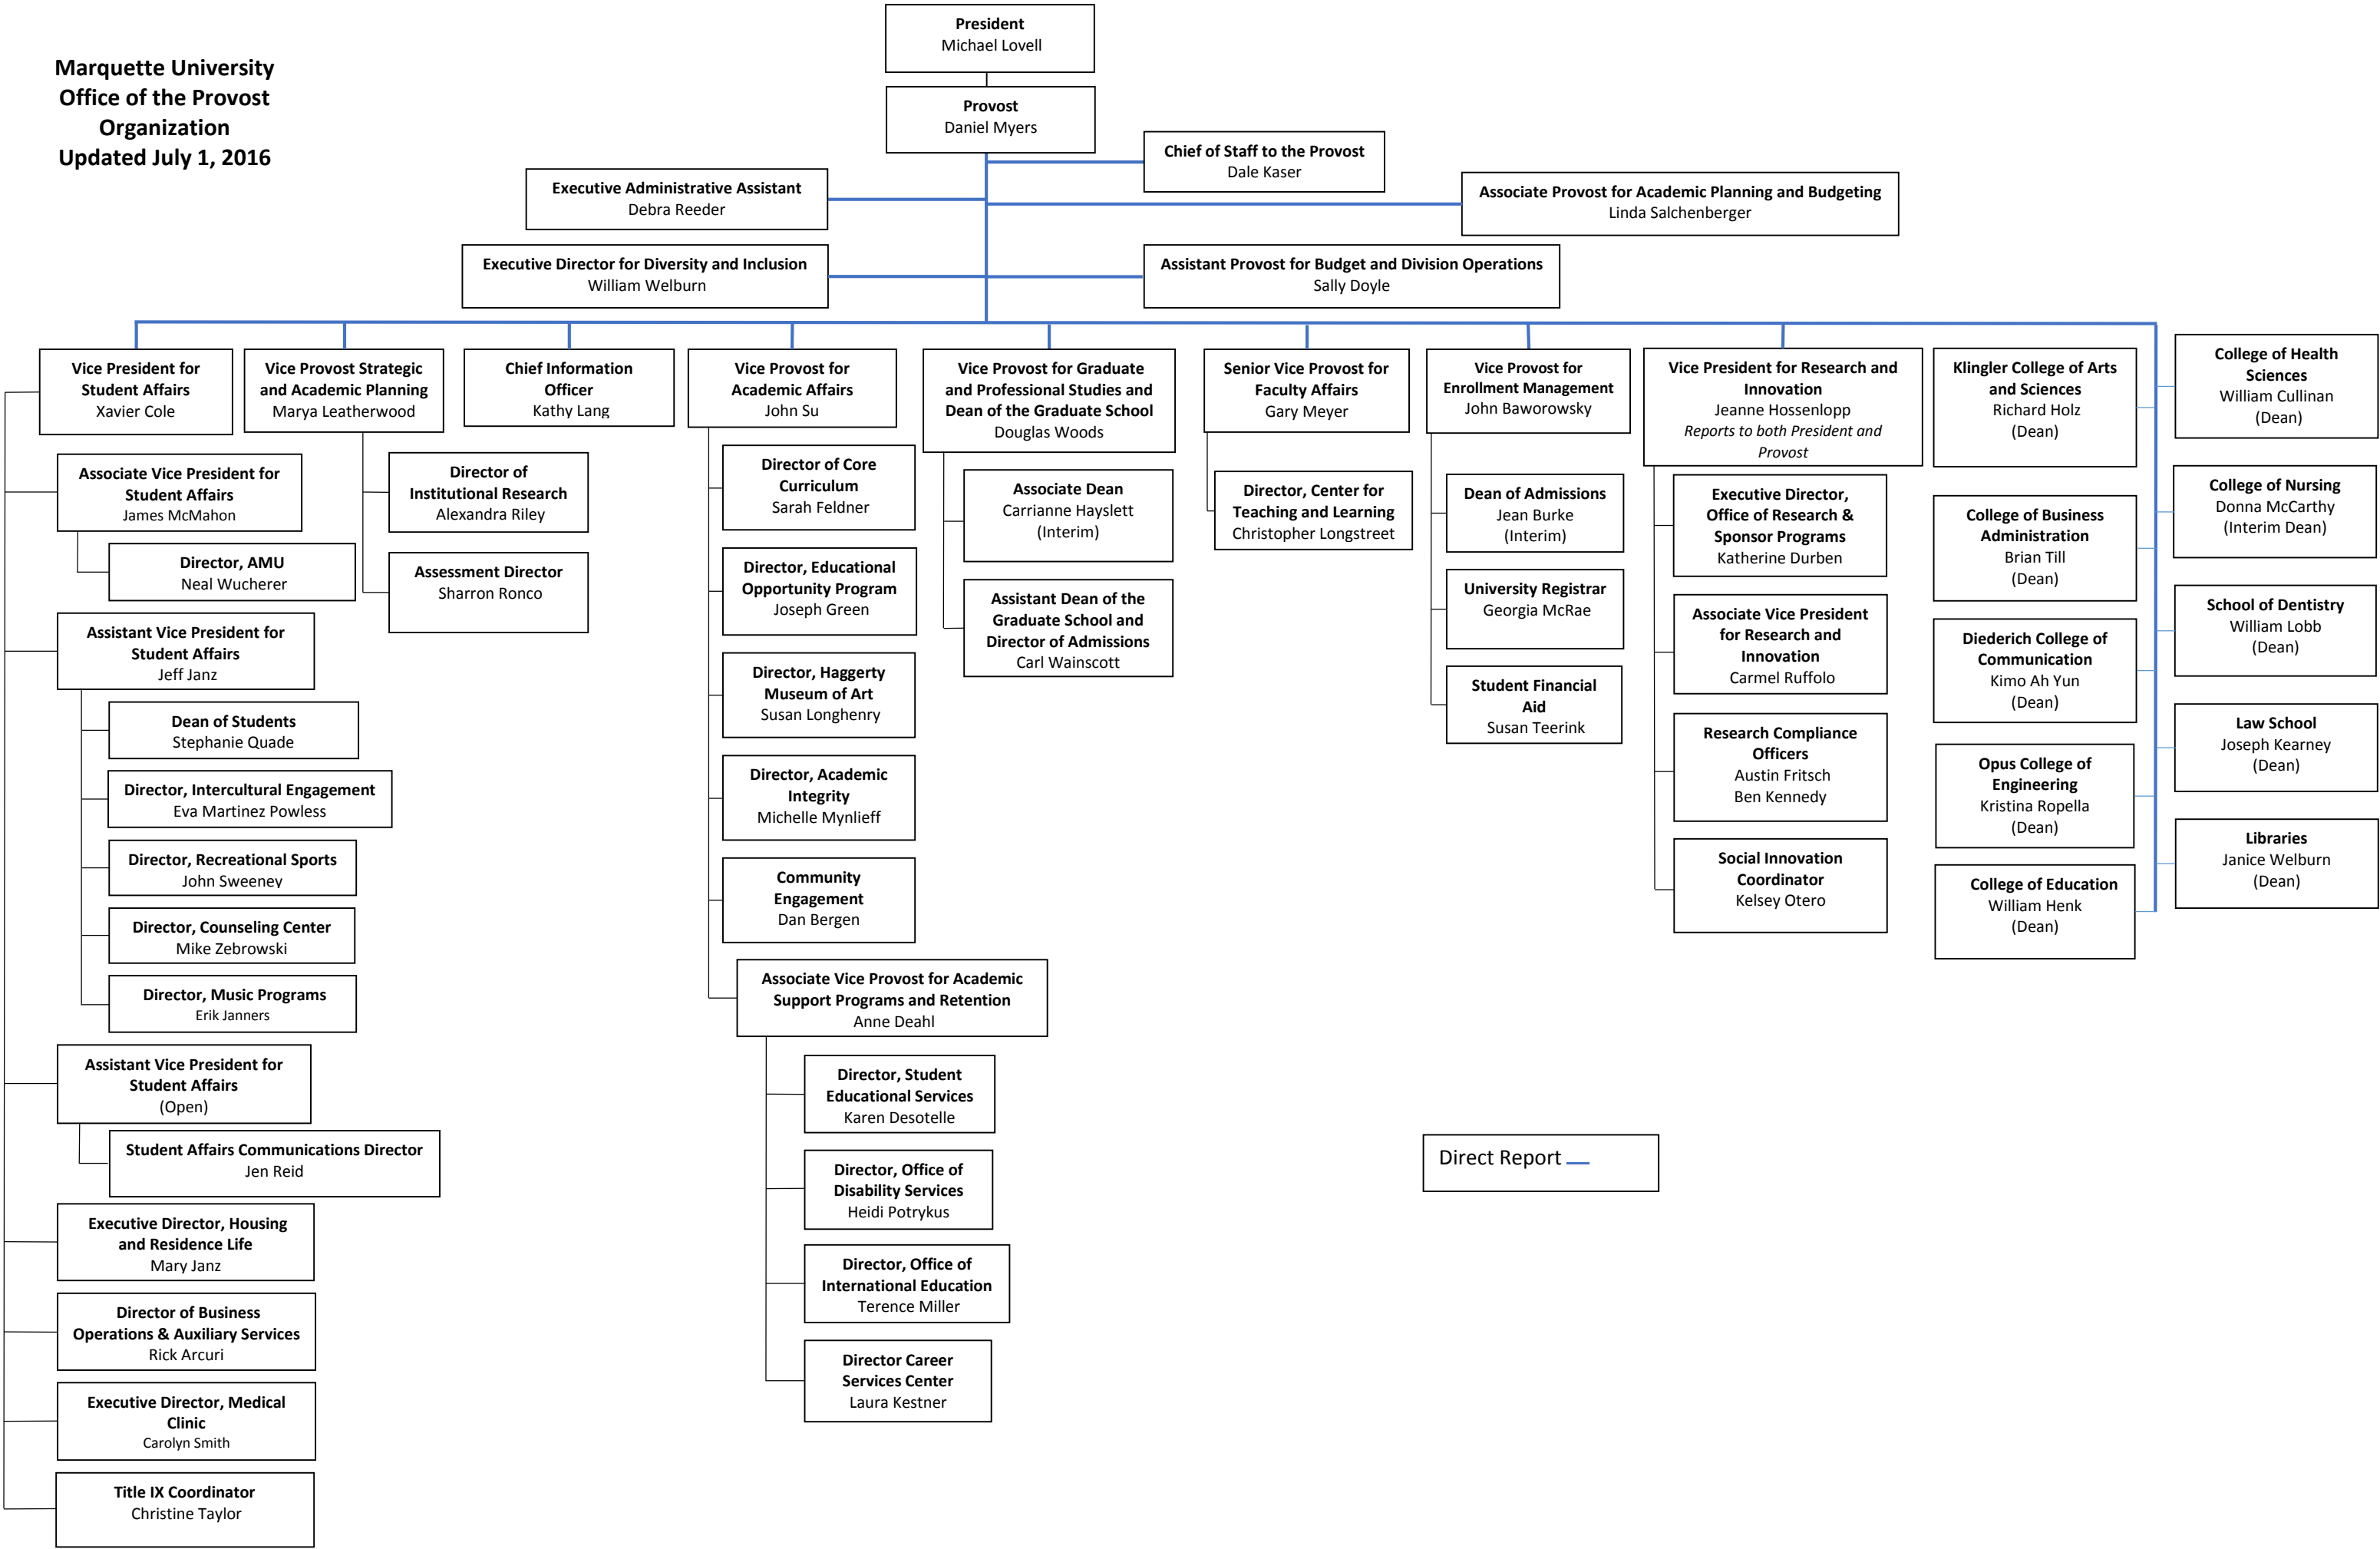 Marquette University
Office of the Provost
Organization
Updated July 1, 2016
President
Michael Lovell
Provost
Daniel Myers
Chief of Staff to the Provost
Dale Kaser
Executive Administrative Assistant
Debra Reeder
Associate Provost for Academic Planning and Budgeting
Linda Salchenberger
Executive Director for Diversity and Inclusion
William Welburn
Assistant Provost for Budget and Division Operations
Sally Doyle
Vice President for
Student Affairs
Xavier Cole
Associate Vice President for
Student Affairs
James McMahon
Director, AMU
Neal Wucherer
Assistant Vice President for
Student Affairs
Jeff Janz
Dean of Students
Stephanie Quade
Director, Intercultural Engagement
Eva Martinez Powless
Director, Recreational Sports
John Sweeney
Director, Counseling Center
Mike Zebrowski
Director, Music Programs
Erik Janners
Assistant Vice President for
Student Affairs
(Open)
Student Affairs Communications Director
Jen Reid
Executive Director, Housing
and Residence Life
Mary Janz
Director of Business
Operations & Auxiliary Services
Rick Arcuri
Executive Director, Medical
Clinic
Carolyn Smith
Title IX Coordinator
Christine Taylor
Vice Provost Strategic
and Academic Planning
Marya Leatherwood
Director of
Institutional Research
Alexandra Riley
Assessment Director
Sharron Ronco
Chief Information
Officer
Kathy Lang
Vice Provost for
Academic Affairs
John Su
Director of Core
Curriculum
Sarah Feldner
Director, Educational
Opportunity Program
Joseph Green
Director, Haggerty
Museum of Art
Susan Longhenry
Director, Academic
Integrity
Michelle Mynlieff
Community
Engagement
Dan Bergen
Associate Vice Provost for Academic
Support Programs and Retention
Anne Deahl
Director, Student
Educational Services
Karen Desotelle
Director, Office of
Disability Services
Heidi Potrykus
Director, Office of
International Education
Terence Miller
Director Career
Services Center
Laura Kestner
Vice Provost for Graduate
and Professional Studies and
Dean of the Graduate School
Douglas Woods
Associate Dean
Carrianne Hayslett
(Interim)
Assistant Dean of the
Graduate School and
Director of Admissions
Carl Wainscott
Senior Vice Provost for
Faculty Affairs
Gary Meyer
Director, Center for
Teaching and Learning
Christopher Longstreet
Vice Provost for
Enrollment Management
John Baworowsky
Dean of Admissions
Jean Burke
(Interim)
University Registrar
Georgia McRae
Student Financial
Aid
Susan Teerink
Vice President for Research and
Innovation
Jeanne Hossenlopp
Reports to both President and
Provost
Executive Director,
Office of Research &
Sponsor Programs
Katherine Durben
Associate Vice President
for Research and
Innovation
Carmel Ruffolo
Research Compliance
Officers
Austin Fritsch
Ben Kennedy
Social Innovation
Coordinator
Kelsey Otero
Klingler College of Arts
and Sciences
Richard Holz
(Dean)
College of Business
Administration
Brian Till
(Dean)
Diederich College of
Communication
Kimo Ah Yun
(Dean)
Opus College of
Engineering
Kristina Ropella
(Dean)
College of Education
William Henk
(Dean)
College of Health
Sciences
William Cullinan
(Dean)
College of Nursing
Donna McCarthy
(Interim Dean)
School of Dentistry
William Lobb
(Dean)
Law School
Joseph Kearney
(Dean)
Libraries
Janice Welburn
(Dean)
Direct Report